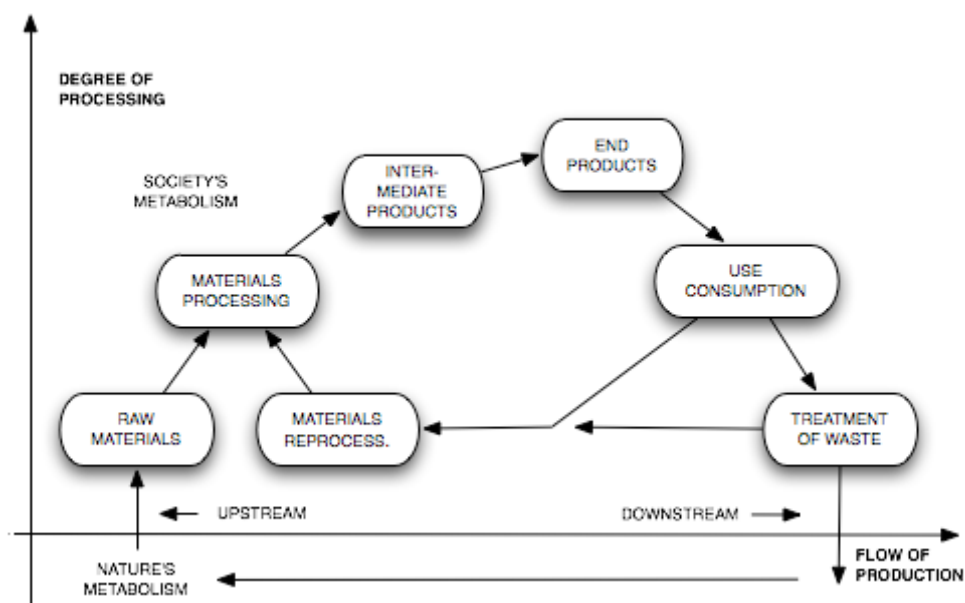 DEGREE OF
PROCESSING
END
PRODUCTS
INTER-
MEDIATE
PRODUCTS
SOCIETY'S
METABOLISM
USE
CONSUMPTION
MATERIALS
PROCESSING
RAW
MATERIALS
MATERIALS
REPROCESS.
TREATMENT
OF WASTE
UPSTREAM
DOWNSTREAM
FLOW OF
PRODUCTION
NATURE'S
METABOLISM